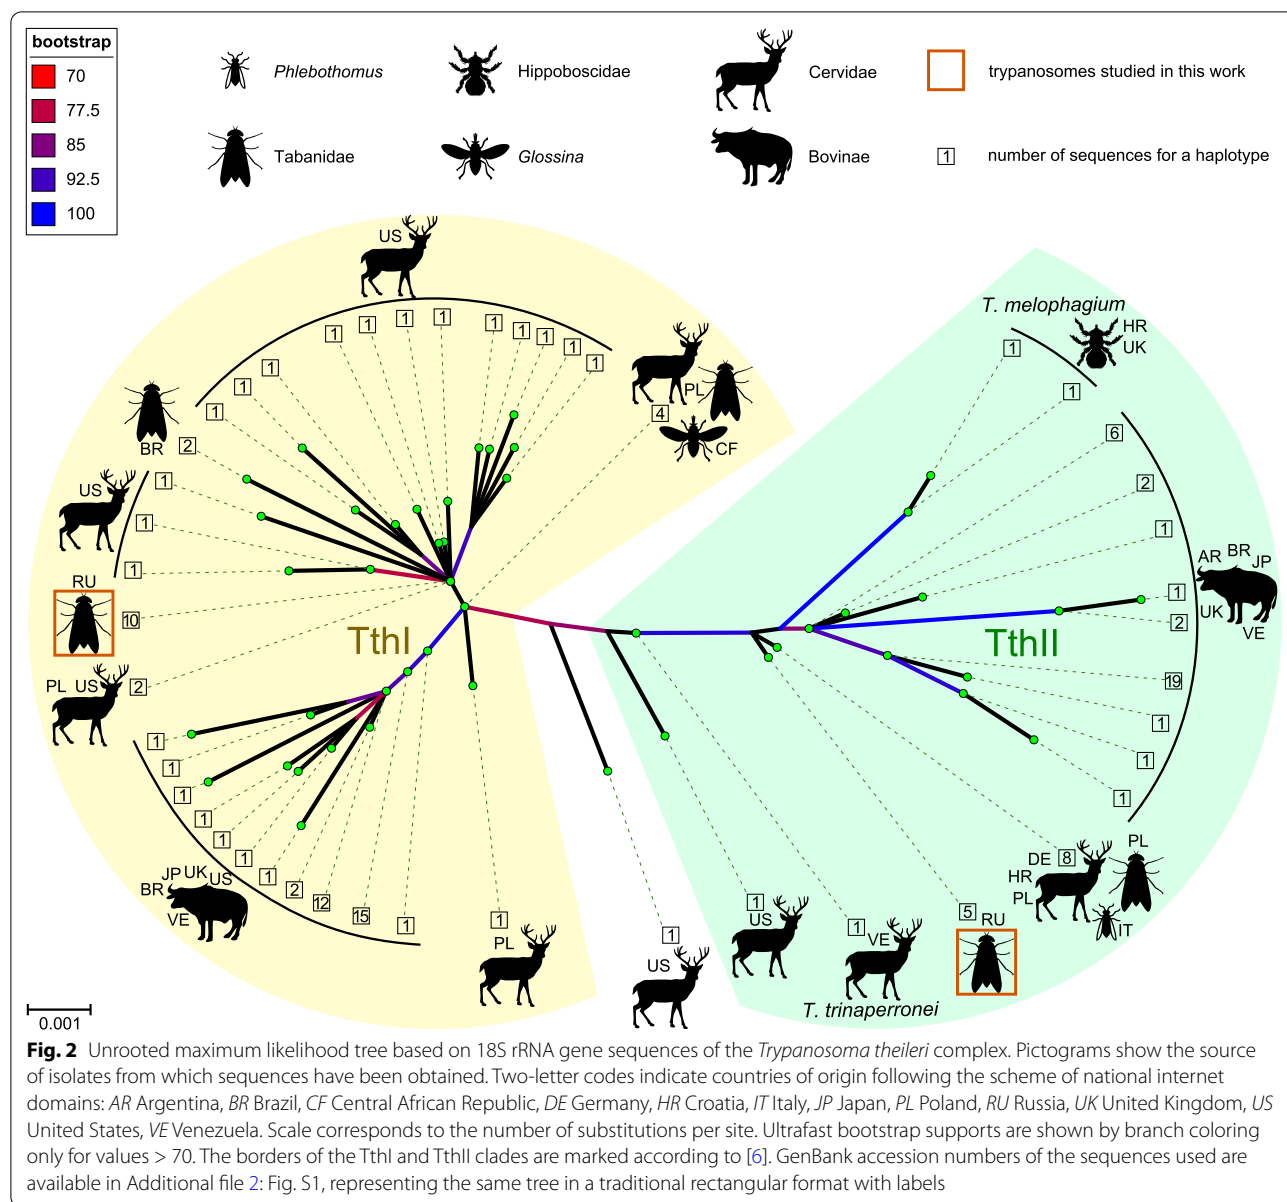 bootstrap
70
77.5
85
92.5
100
Phlebothomus
Hippoboscidae
Cervidae
trypanosomes studied in this work
Tabanidae
Glossina
Bovinae
1 number of sequences for a haplotype
US
1
1
1
1
1
1
1
1
1
1
1
1
2
BR
US
1
1
1
RU
10
PL US
2
PL
4
CF
TthI
1
1
1
1
1
1
1
2
12
15
1
JP UK US
BR
VE
1
PL
1
US
T. melophagium
HR
UK
1
1
6
2
1
1
2
19
1
1
1
AR BR JP
UK
VE
TthII
8
DE
HR
PL
PL
IT
5
RU
1
VE
T. trinaperronei
1
US
0.001
Fig. 2 Unrooted maximum likelihood tree based on 18S rRNA gene sequences of the Trypanosoma theileri complex. Pictograms show the source
of isolates from which sequences have been obtained. Two-letter codes indicate countries of origin following the scheme of national internet
domains: AR Argentina, BR Brazil, CF Central African Republic, DE Germany, HR Croatia, IT Italy, JP Japan, PL Poland, RU Russia, UK United Kingdom, US
United States, VE Venezuela. Scale corresponds to the number of substitutions per site. Ultrafast bootstrap supports are shown by branch coloring
only for values > 70. The borders of the TthI and TthII clades are marked according to [6]. GenBank accession numbers of the sequences used are
available in Additional file 2: Fig. S1, representing the same tree in a traditional rectangular format with labels